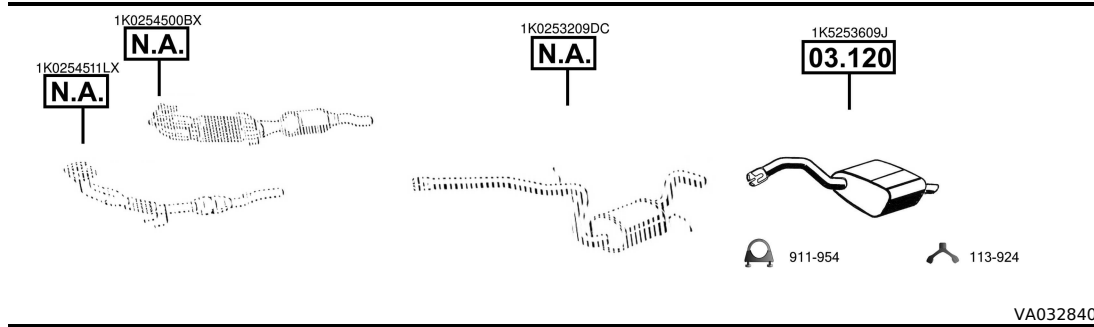 1K0254500BX
N.A.
1K0254511LX
N.A.
1K0253209DC
N.A.
1K5253609J
03.120
911-954
113-924
VA032840